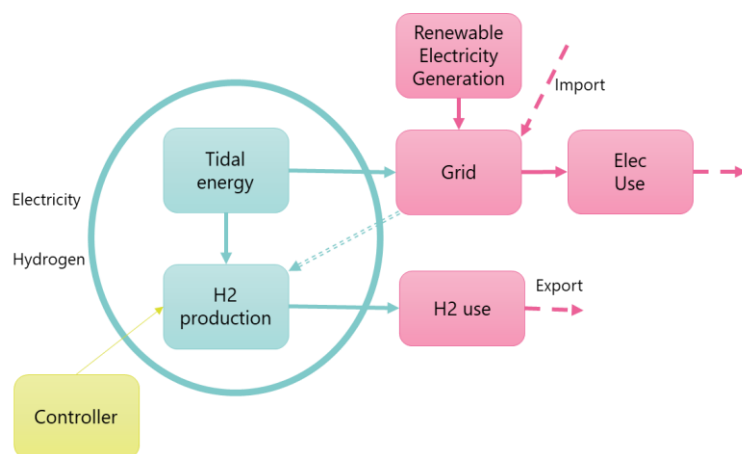 Renewable
Electricity
Generation
Import
Tidal
energy
Grid
Elec
Use
Electricity
Hydrogen
H2
production
H2 use
Export
Controller